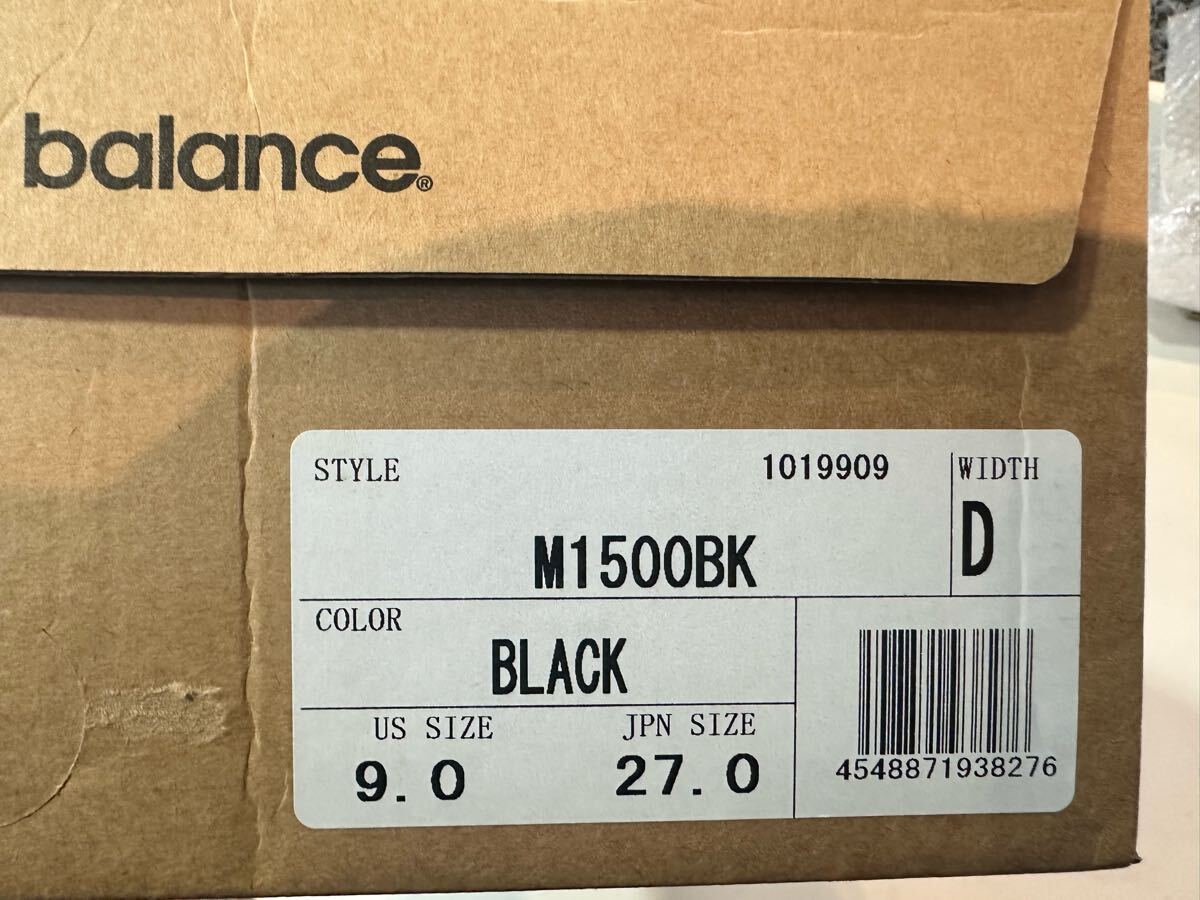 balance®
STYLE 1019909 WIDTH
M1500BK D
COLOR
BLACK
US SIZE JPN SIZE
9.0 27.0
4548871938276